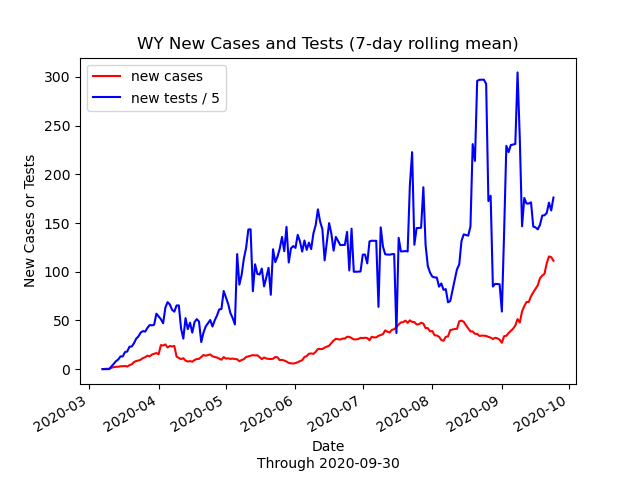 WY New Cases and Tests (7-day rolling mean)
new cases
new tests / 5
New Cases or Tests
300
250
200
150
100
50
0
2020-03
2020-04
2020-05
2020-06
2020-07
2020-08
2020-09
2020-10
Date
Through 2020-09-30